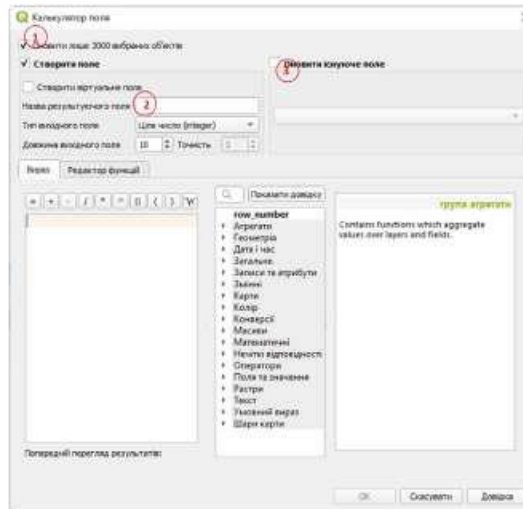 Калькулятор поля
1
Оновити лише 3000 вибраних об'єктів
Створити поле
Оновити існуюче поле
Створити віртуальне поле
Назва результуючого поля 2
Тип вихідного поля Ціле число (integer)
Довжина вихідного поля 10 Точність 3
Вираз Редактор функцій
= + - / * ^ || ( ) '\n'
Показати довідку
row_number
Агрегати
Геометрія
Дата і час
Загальне
Записи та атрибути
Змінні
Карти
Колір
Конверсії
Масиви
Математичні
Нечіткі відповідності
Оператори
Поля та значення
Растри
Текст
Умовний вираз
Шари карти
група агрегати
Contains functions which aggregate
values over layers and fields.
Попередній перегляд результатів:
OK Скасувати Довідка